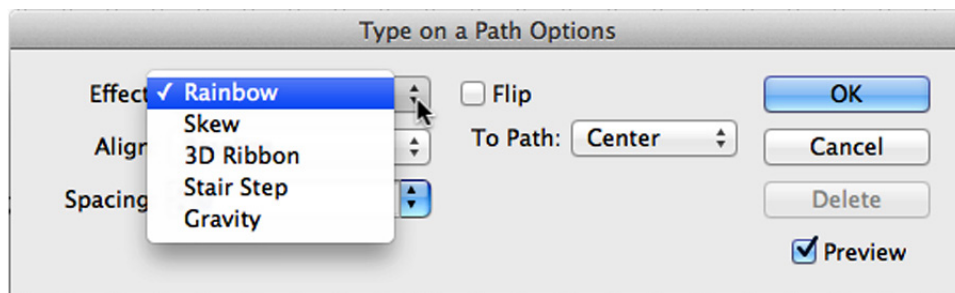 Type on a Path Options
Effect ✓ Rainbow Flip OK
Skew
Align To Path: Center Cancel
3D Ribbon
Stair Step
Spacing Delete
Gravity
Preview